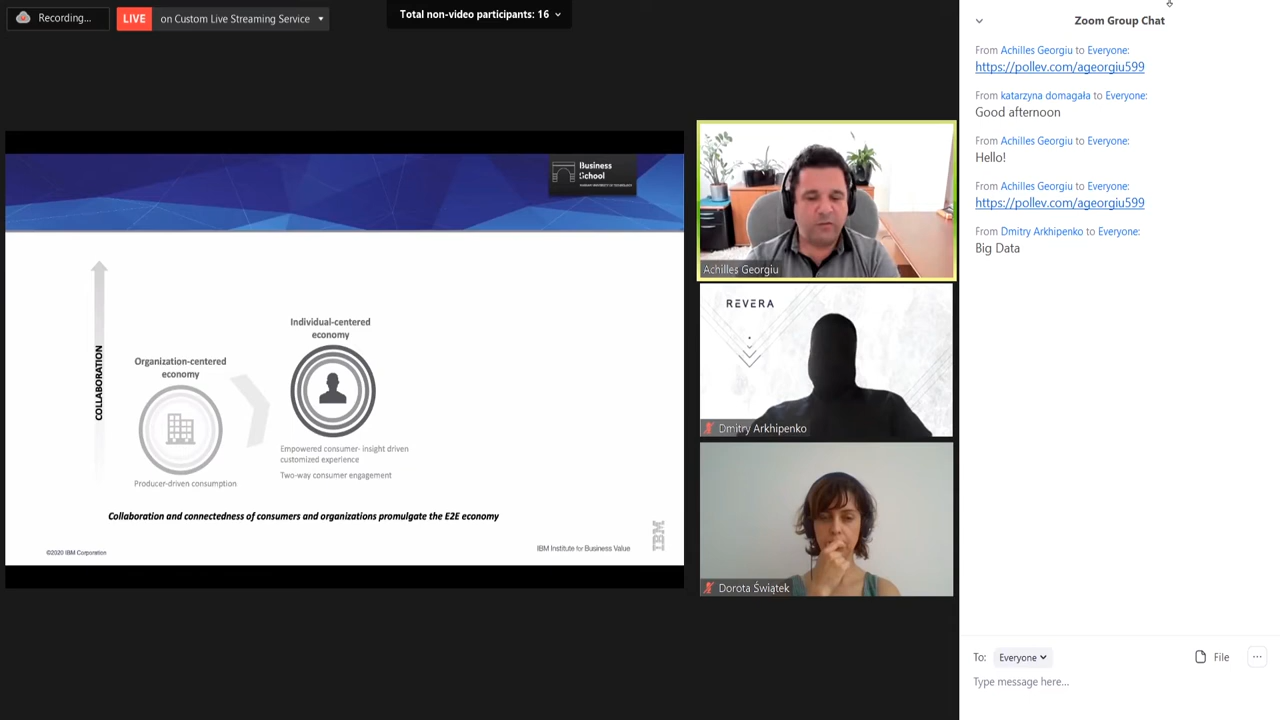 Recording...
LIVE on Custom Live Streaming Service
Total non-video participants: 16
Business
School
WARSAW UNIVERSITY OF TECHNOLOGY
COLLABORATION
Organization-centered
economy
Producer-driven consumption
Individual-centered
economy
Empowered consumer- insight driven
customized experience
Two-way consumer engagement
Collaboration and connectedness of consumers and organizations promulgate the E2E economy
©2020 IBM Corporation
IBM Institute for Business Value
IBM
Achilles Georgiu
REVERA
Dmitry Arkhipenko
Dorota Świątek
Zoom Group Chat
From Achilles Georgiu to Everyone:
https://pollev.com/ageorgiu599
From katarzyna domagała to Everyone:
Good afternoon
From Achilles Georgiu to Everyone:
Hello!
From Achilles Georgiu to Everyone:
https://pollev.com/ageorgiu599
From Dmitry Arkhipenko to Everyone:
Big Data
To: Everyone File ...
Type message here...